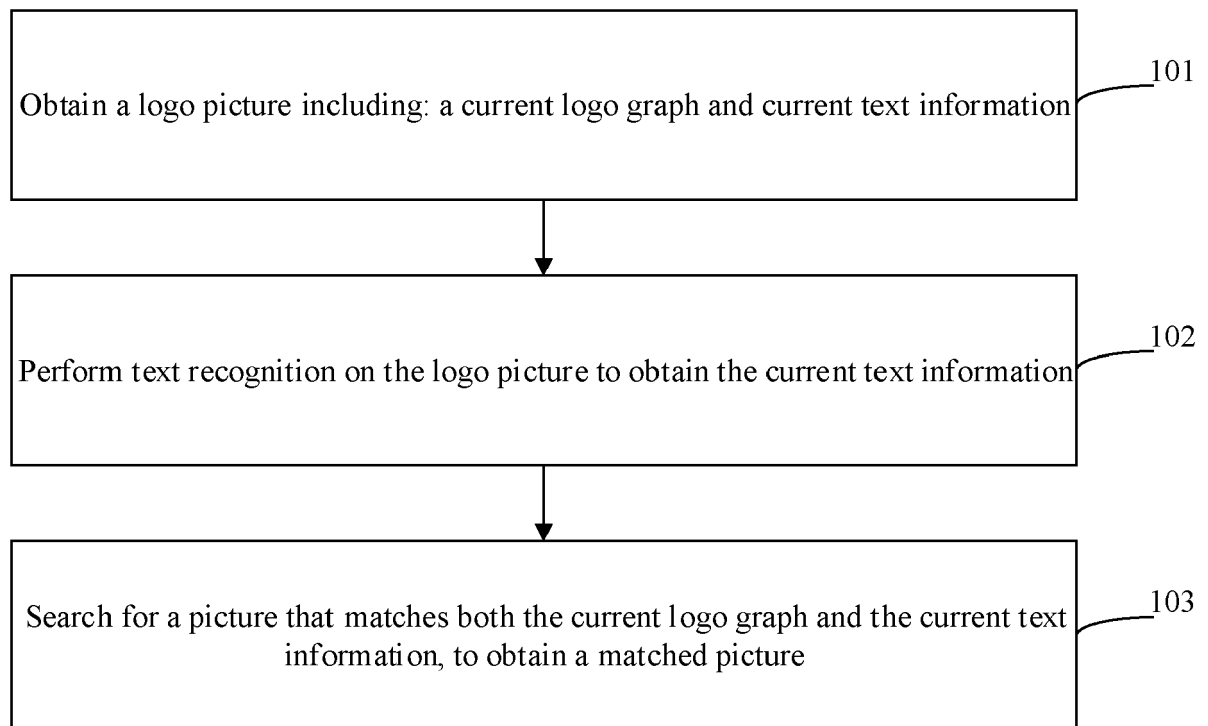 Obtain a logo picture including: a current logo graph and current text information
101
Perform text recognition on the logo picture to obtain the current text information
102
Search for a picture that matches both the current logo graph and the current text
information, to obtain a matched picture
103